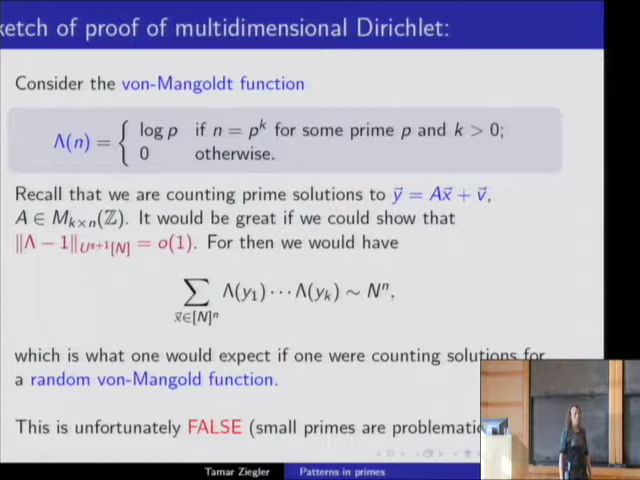 ketch of proof of multidimensional Dirichlet:
Consider the von-Mangoldt function
Λ(n) = { log p if n = p^k for some prime p and k > 0;
0 otherwise.
Recall that we are counting prime solutions to y⃗ = Ax⃗ + v⃗,
A ∈ M_{k×n}(ℤ). It would be great if we could show that
‖Λ − 1‖_{U^{s+1}[N]} = o(1). For then we would have
∑_{x⃗∈[N]^n} Λ(y₁) ⋯ Λ(y_k) ∼ N^n,
which is what one would expect if one were counting solutions for
a random von-Mangold function.
This is unfortunately FALSE (small primes are problematic
Tamar Ziegler Patterns in primes